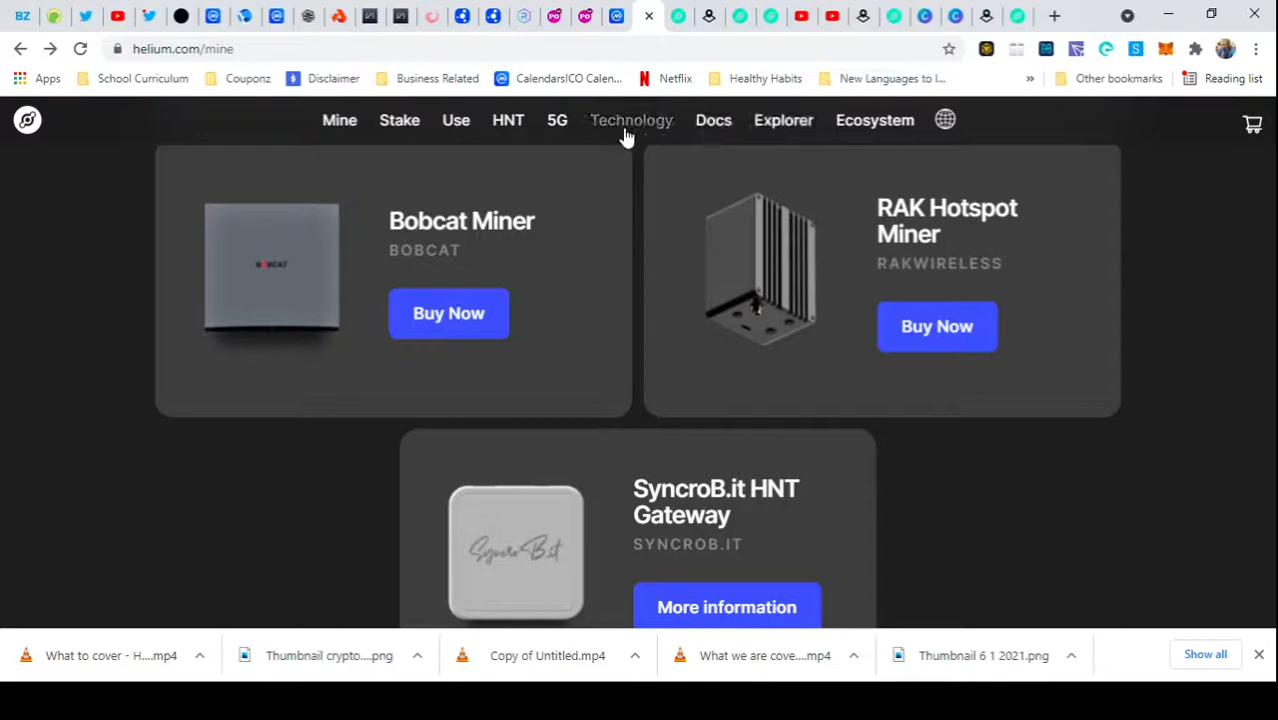 helium.com/mine
Apps School Curriculum Couponz Disclaimer Business Related CalendarsICO Calen... Netflix Healthy Habits New Languages to l... » Other bookmarks Reading list
Mine Stake Use HNT 5G Technology Docs Explorer Ecosystem
Bobcat Miner
BOBCAT
Buy Now
BOBCAT
RAK Hotspot
Miner
RAKWIRELESS
Buy Now
SyncroB.it HNT
Gateway
SYNCROB.IT
More information
SyncroB.it
What to cover - H....mp4 Thumbnail crypto....png Copy of Untitled.mp4 What we are cove....mp4 Thumbnail 6 1 2021.png Show all